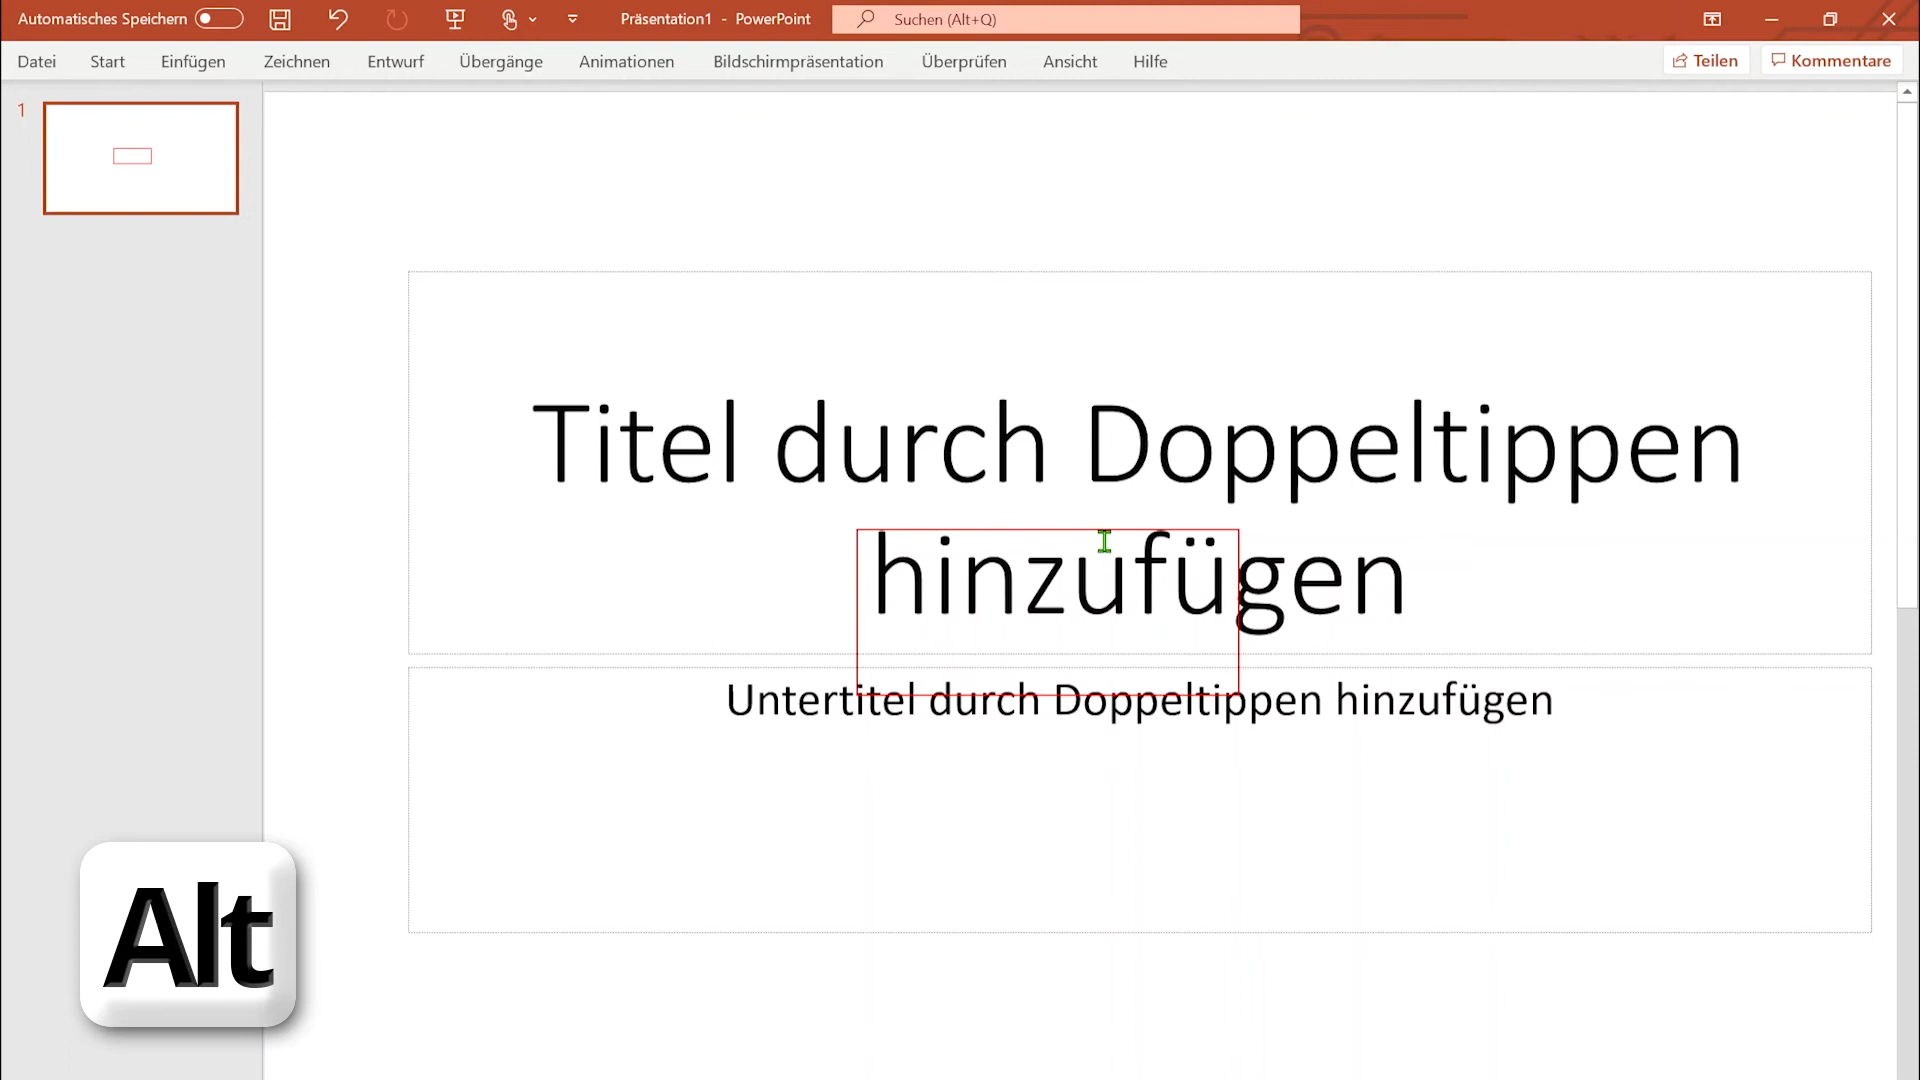 Automatisches Speichern
Präsentation1 - PowerPoint
Suchen (Alt+Q)
Datei Start Einfügen Zeichnen Entwurf Übergänge Animationen Bildschirmpräsentation Überprüfen Ansicht Hilfe Teilen Kommentare
1
Titel durch Doppeltippen
hinzufügen
Untertitel durch Doppeltippen hinzufügen
Alt